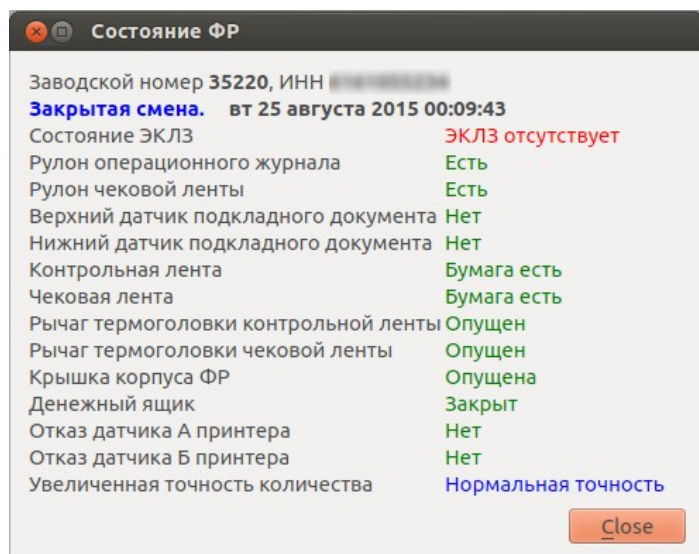 Состояние ФР
Заводской номер 35220, ИНН
Закрытая смена. вт 25 августа 2015 00:09:43
Состояние ЭКЛЗ ЭКЛЗ отсутствует
Рулон операционного журнала Есть
Рулон чековой ленты Есть
Верхний датчик подкладного документа Нет
Нижний датчик подкладного документа Нет
Контрольная лента Бумага есть
Чековая лента Бумага есть
Рычаг термоголовки контрольной ленты Опущен
Рычаг термоголовки чековой ленты Опущен
Крышка корпуса ФР Опущена
Денежный ящик Закрыт
Отказ датчика А принтера Нет
Отказ датчика Б принтера Нет
Увеличенная точность количества Нормальная точность
Close